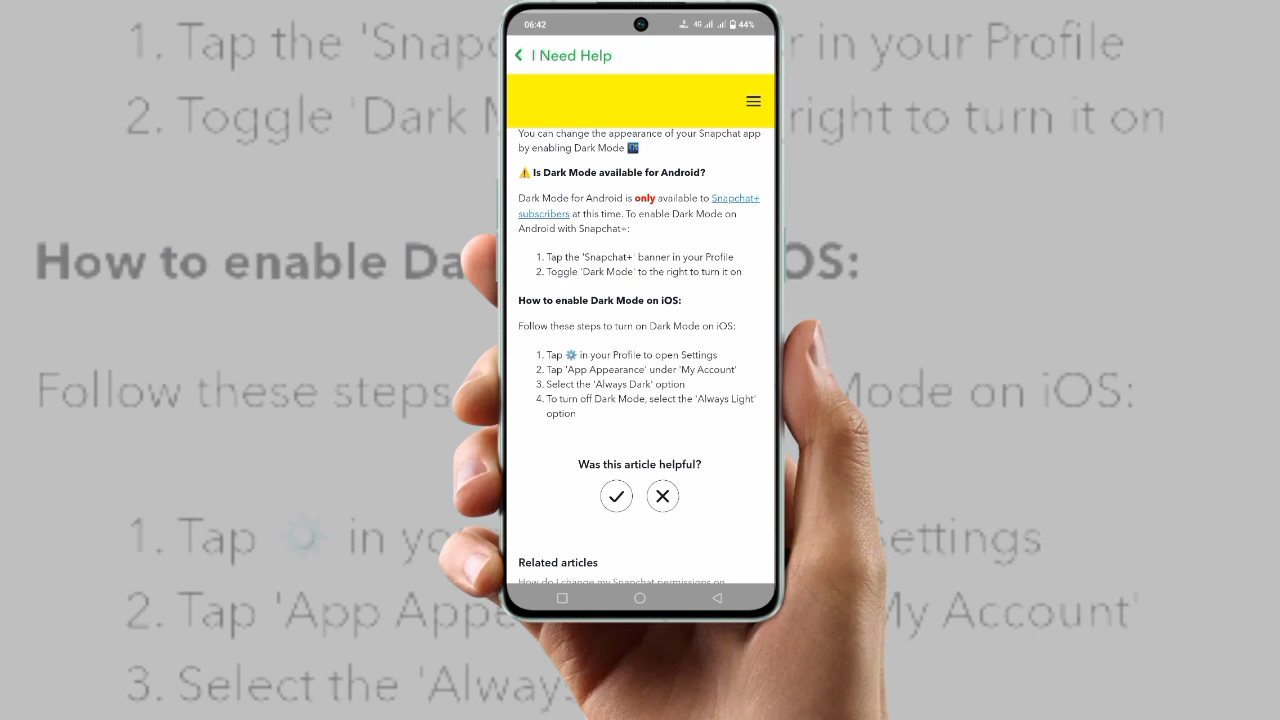 1. Tap the 'Snap
r in your Profile
2. Toggle 'Dark M
right to turn it on
How to enable Da
OS:
Follow these steps
Mode on iOS:
1. Tap ⚙️ in yo
Settings
2. Tap 'App Appe
My Account'
3. Select the 'Alway
06:42
4G
44%
I Need Help
You can change the appearance of your Snapchat app
by enabling Dark Mode 🌃
⚠️ Is Dark Mode available for Android?
Dark Mode for Android is only available to Snapchat+
subscribers at this time. To enable Dark Mode on
Android with Snapchat+:
1. Tap the 'Snapchat+' banner in your Profile
2. Toggle 'Dark Mode' to the right to turn it on
How to enable Dark Mode on iOS:
Follow these steps to turn on Dark Mode on iOS:
1. Tap ⚙️ in your Profile to open Settings
2. Tap 'App Appearance' under 'My Account'
3. Select the 'Always Dark' option
4. To turn off Dark Mode, select the 'Always Light'
option
Was this article helpful?
Related articles
How do I change my Snapchat permissions on